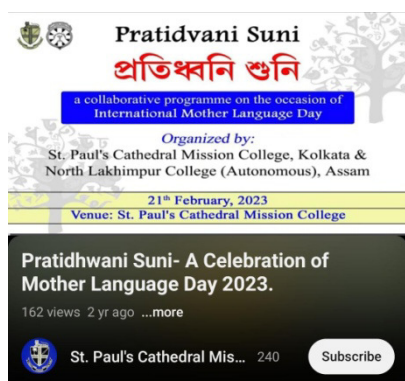 Pratidvani Suni
প্রতিধ্বনি শুনি
a collaborative programme on the occasion of
International Mother Language Day
Organized by:
St. Paul's Cathedral Mission College, Kolkata &
North Lakhimpur College (Autonomous), Assam
21th February, 2023
Venue: St. Paul's Cathedral Mission College
Pratidhwani Suni- A Celebration of
Mother Language Day 2023.
162 views 2 yr ago ...more
St. Paul's Cathedral Mis... 240 Subscribe